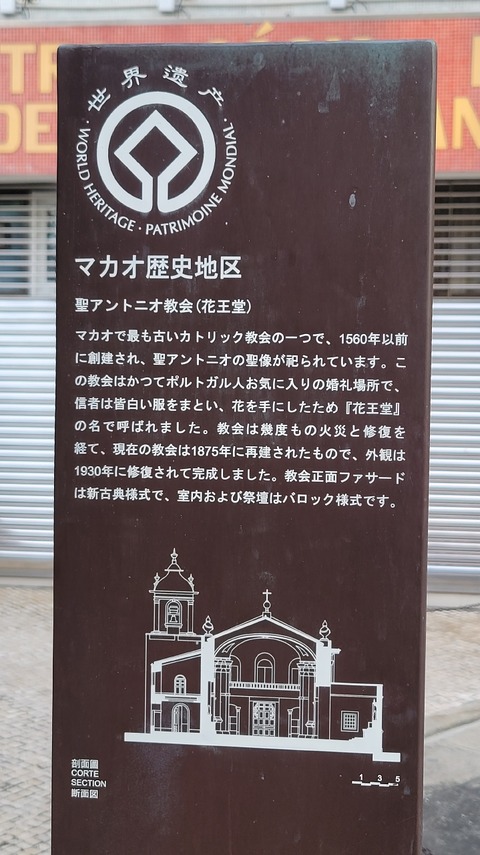 世界遗产
· WORLD HERITAGE · PATRIMOINE MONDIAL ·
マカオ歴史地区
聖アントニオ教会(花王堂)
マカオで最も古いカトリック教会の一つで、1560年以前
に創建され、聖アントニオの聖像が祀られています。こ
の教会はかつてポルトガル人お気に入りの婚礼場所で、
信者は皆白い服をまとい、花を手にしたため『花王堂』
の名で呼ばれました。教会は幾度もの火災と修復を
経て、現在の教会は1875年に再建されたもので、外観は
1930年に修復されて完成しました。教会正面ファサード
は新古典様式で、室内および祭壇はバロック様式です。
剖面圖
CORTE
SECTION
断面図
1 3 5